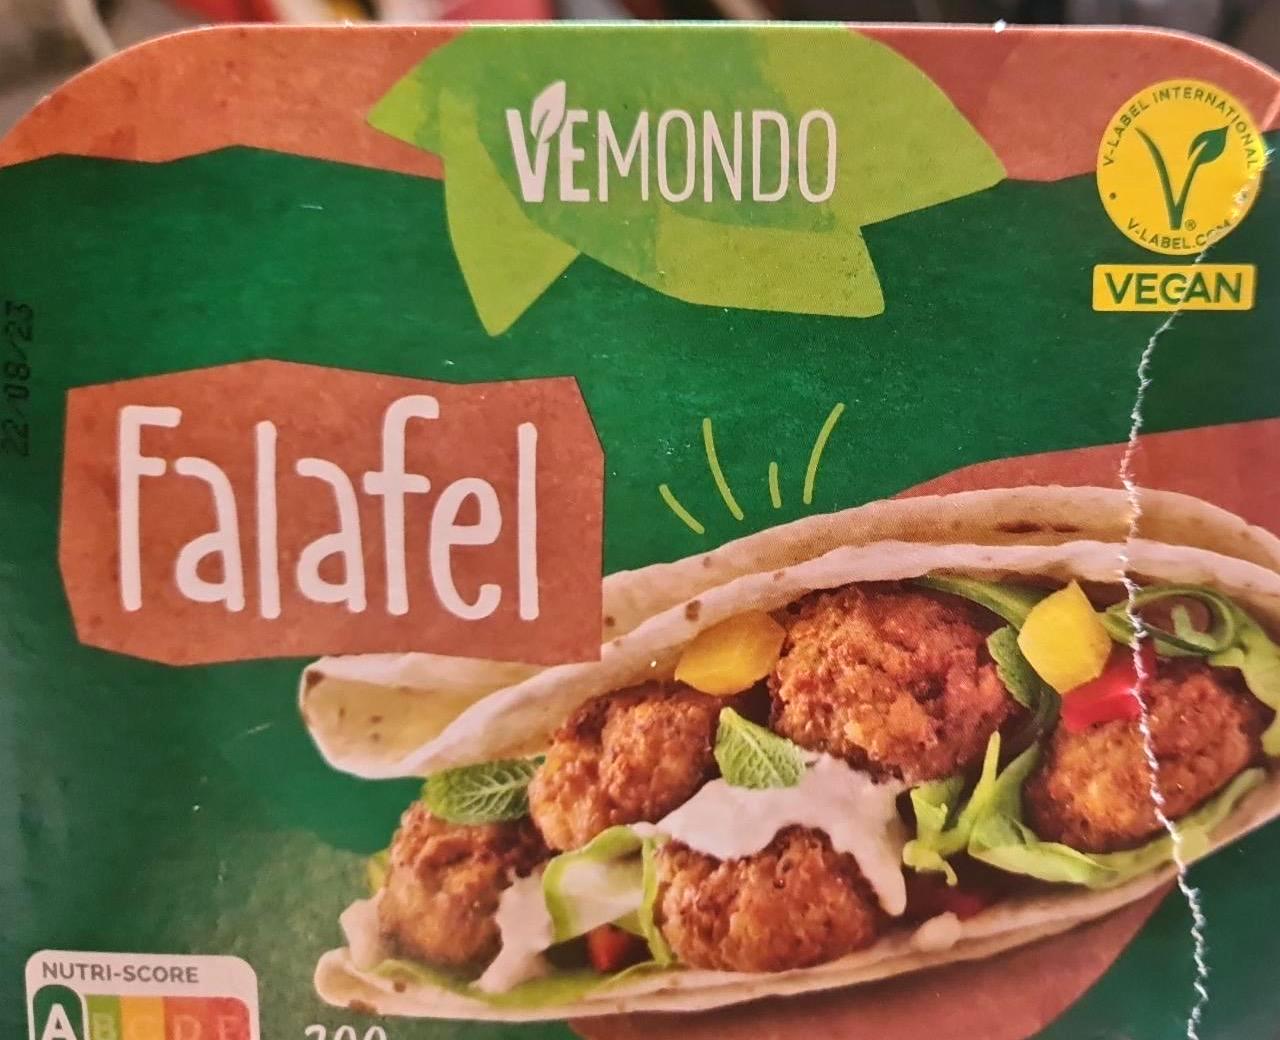 VEMONDO
V-LABEL INTERNATIONAL
V-LABEL.COM
VEGAN
22/08/23
Falafel
NUTRI-SCORE
A B C D E